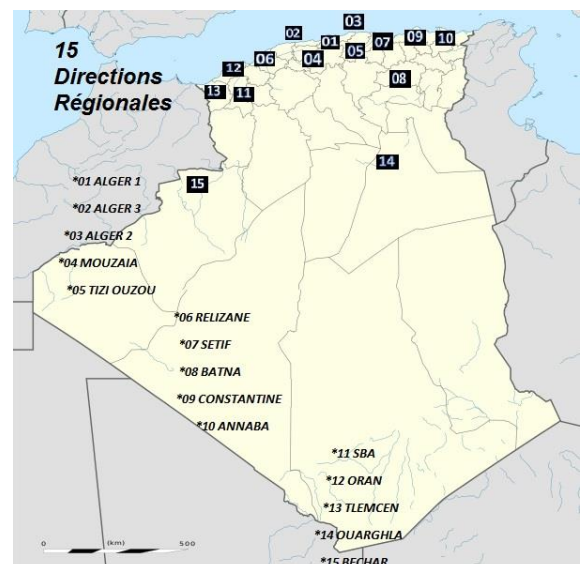 15
Directions
Régionales
03
02
01
09
10
07
05
04
06
12
08
13
11
14
15
*01 ALGER 1
*02 ALGER 3
*03 ALGER 2
*04 MOUZAIA
*05 TIZI OUZOU
*06 RELIZANE
*07 SETIF
*08 BATNA
*09 CONSTANTINE
*10 ANNABA
*11 SBA
*12 ORAN
*13 TLEMCEN
*14 OUARGHLA
*15 BECHAR
0 (km) 500